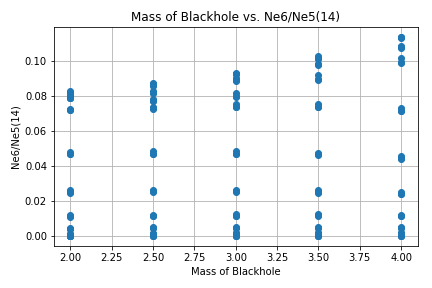 Mass of Blackhole vs. Ne6/Ne5(14)
Ne6/Ne5(14)
0.10
0.08
0.06
0.04
0.02
0.00
2.00 2.25 2.50 2.75 3.00 3.25 3.50 3.75 4.00
Mass of Blackhole